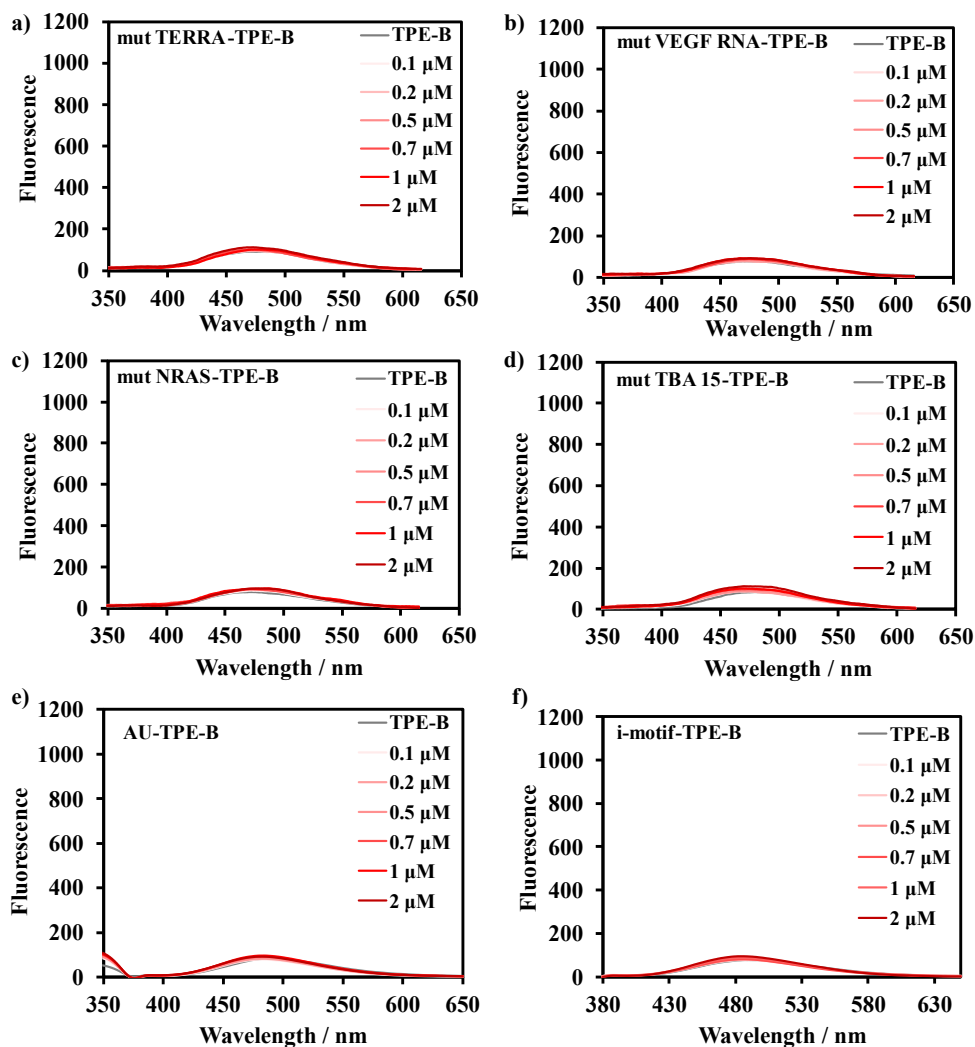 a)
mut TERRA-TPE-B
Fluorescence
1200
1000
800
600
400
200
0
350 400 450 500 550 600 650
Wavelength / nm
TPE-B
0.1 µM
0.2 µM
0.5 µM
0.7 µM
1 µM
2 µM
b)
mut VEGF RNA-TPE-B
Fluorescence
1200
1000
800
600
400
200
0
350 400 450 500 550 600 650
Wavelength / nm
TPE-B
0.1 µM
0.2 µM
0.5 µM
0.7 µM
1 µM
2 µM
c)
mut NRAS-TPE-B
Fluorescence
1200
1000
800
600
400
200
0
350 400 450 500 550 600 650
Wavelength / nm
TPE-B
0.1 µM
0.2 µM
0.5 µM
0.7 µM
1 µM
2 µM
d)
mut TBA 15-TPE-B
Fluorescence
1200
1000
800
600
400
200
0
350 400 450 500 550 600 650
Wavelength / nm
TPE-B
0.1 µM
0.2 µM
0.5 µM
0.7 µM
1 µM
2 µM
e)
AU-TPE-B
Fluorescence
1200
1000
800
600
400
200
0
350 400 450 500 550 600 650
Wavelength / nm
TPE-B
0.1 µM
0.2 µM
0.5 µM
0.7 µM
1 µM
2 µM
f)
i-motif-TPE-B
Fluorescence
1200
1000
800
600
400
200
0
380 430 480 530 580 630
Wavelength / nm
TPE-B
0.1 µM
0.2 µM
0.5 µM
0.7 µM
1 µM
2 µM